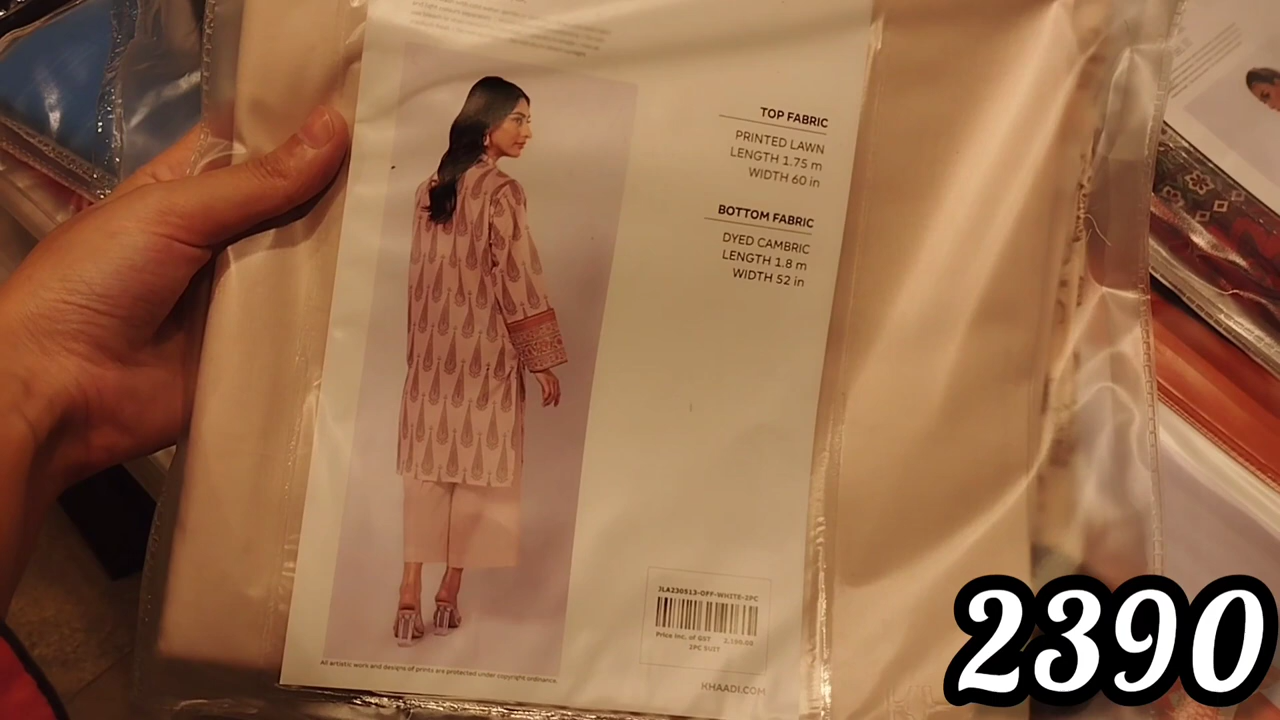 TOP FABRIC
PRINTED LAWN
LENGTH 1.75 m
WIDTH 60 in
BOTTOM FABRIC
DYED CAMBRIC
LENGTH 1.8 m
WIDTH 52 in
JLA230513-OFF-WHITE-2PC
Price Inc. of GST
2PC SUIT
All artistic work and designs of prints are protected under copyright ordinance.
KHAADI.COM
2390